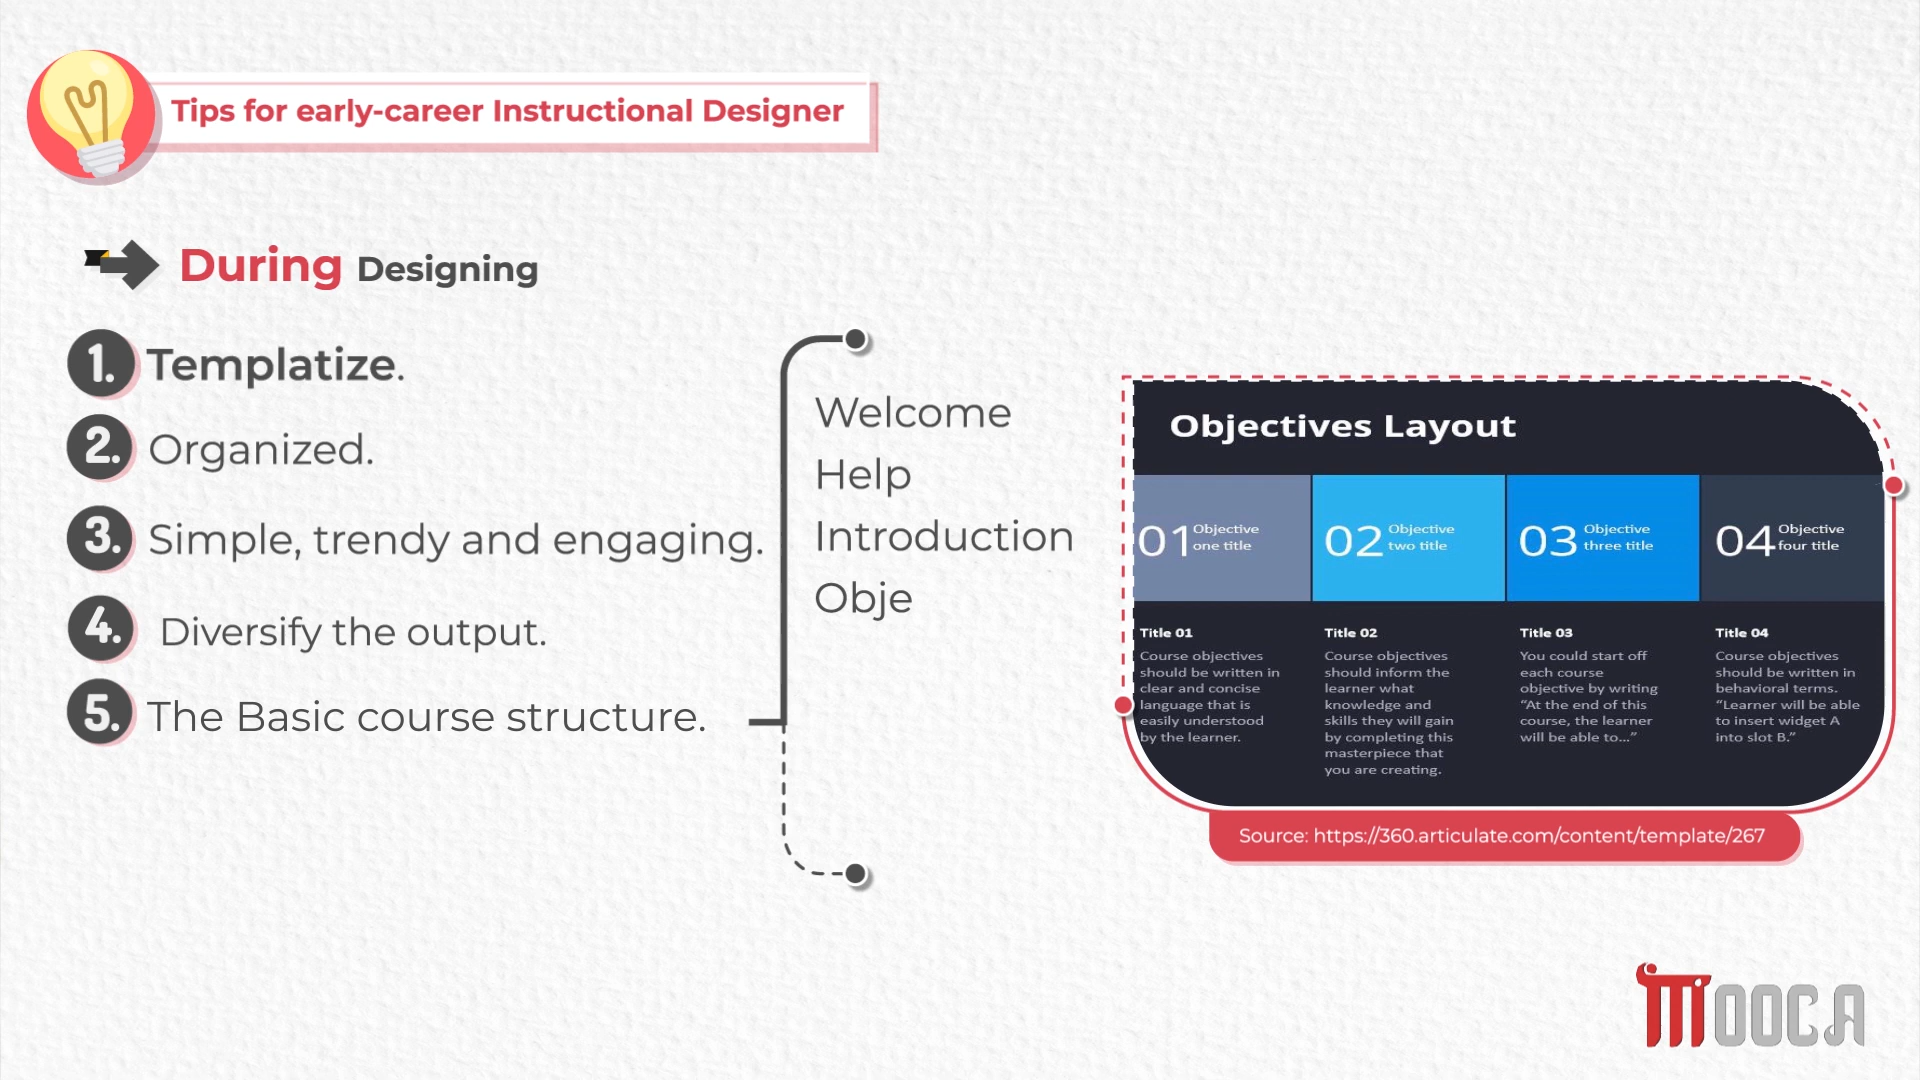 Tips for early-career Instructional Designer
During Designing
1. Templatize.
2. Organized.
3. Simple, trendy and engaging.
4. Diversify the output.
5. The Basic course structure.
Welcome
Help
Introduction
Obje
Objectives Layout
01 Objective
one title
02 Objective
two title
03 Objective
three title
04 Objective
four title
Title 01
Course objectives
should be written in
clear and concise
language that is
easily understood
by the learner.
Title 02
Course objectives
should inform the
learner what
knowledge and
skills they will gain
by completing this
masterpiece that
you are creating.
Title 03
You could start off
each course
objective by writing
“At the end of this
course, the learner
will be able to...”
Title 04
Course objectives
should be written in
behavioral terms.
“Learner will be able
to insert widget A
into slot B.”
Source: https://360.articulate.com/content/template/267
MOOCA